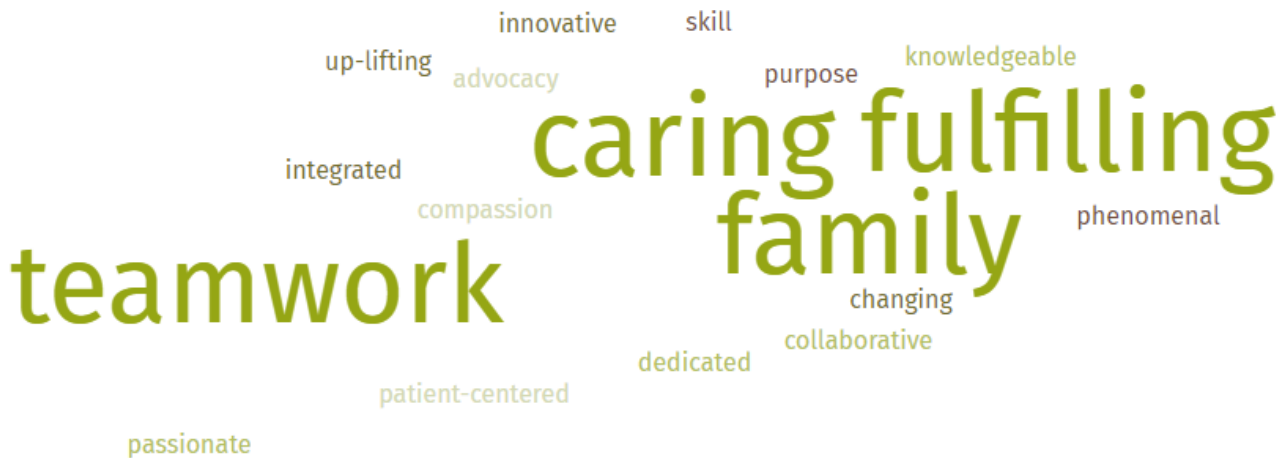 innovative
skill
up-lifting
advocacy
purpose
knowledgeable
caring
fulfilling
integrated
compassion
family
phenomenal
teamwork
changing
collaborative
dedicated
patient-centered
passionate